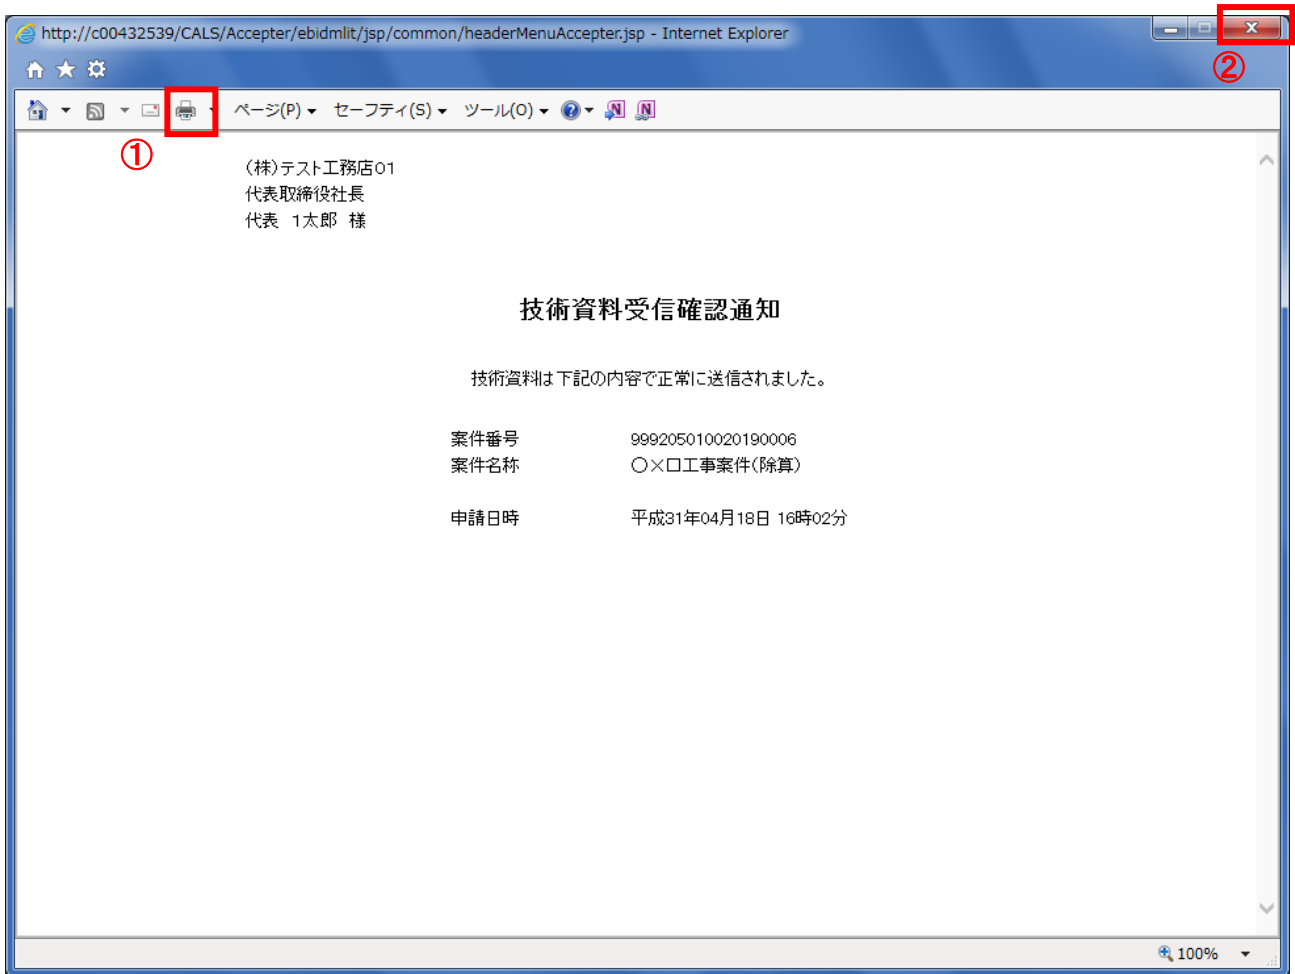 http://c00432539/CALS/Accepter/ebidmlit/jsp/common/headerMenuAccepter.jsp - Internet Explorer
②
ページ(P) セーフティ(S) ツール(O)
①
(株)テスト工務店01
代表取締役社長
代表 1太郎 様
技術資料受信確認通知
技術資料は下記の内容で正常に送信されました。
案件番号 999205010020190006
案件名称 〇×口工事案件(除算)
申請日時 平成31年04月18日 16時02分
100%